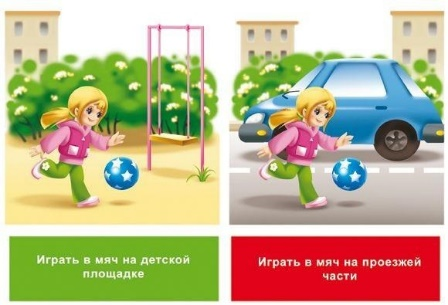 Играть в мяч на детской
площадке
Играть в мяч на проезжей
части